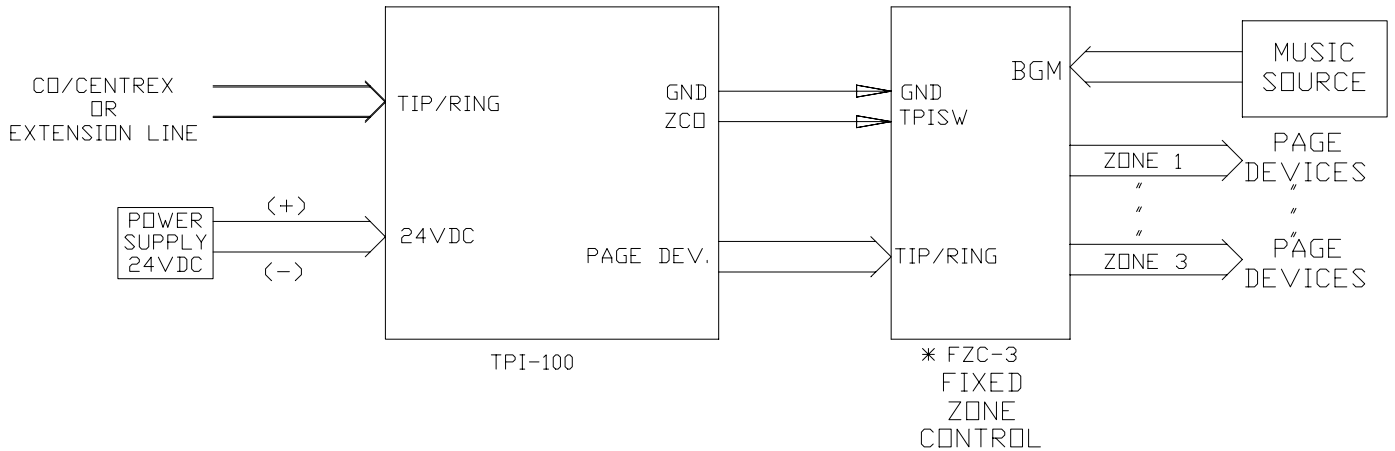 CO/CENTREX
OR
EXTENSION LINE
POWER
SUPPLY
24VDC
(+)
(-)
TIP/RING
24VDC
GND
ZCO
PAGE DEV.
TPI-100
GND
TPISW
TIP/RING
BGM
* FZC-3
FIXED
ZONE
CONTROL
MUSIC
SOURCE
ZONE 1
"
"
"
ZONE 3
PAGE
DEVICES
"
"
"
PAGE
DEVICES